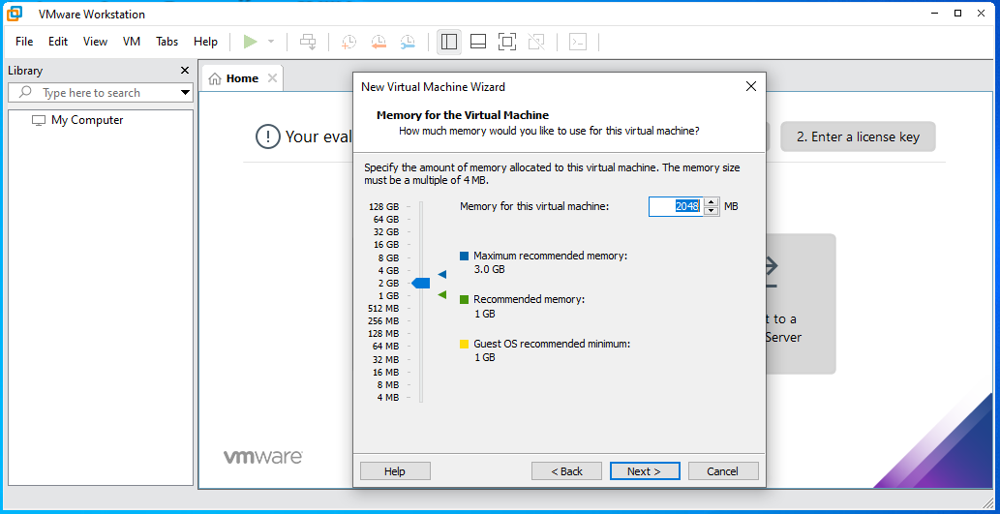 VMware Workstation
File Edit View VM Tabs Help
Library
Type here to search
My Computer
Home
Your eval
2. Enter a license key
t to a
Server
vmware
New Virtual Machine Wizard
Memory for the Virtual Machine
How much memory would you like to use for this virtual machine?
Specify the amount of memory allocated to this virtual machine. The memory size
must be a multiple of 4 MB.
Memory for this virtual machine: 2048 MB
128 GB
64 GB
32 GB
16 GB
8 GB
4 GB
2 GB
1 GB
512 MB
256 MB
128 MB
64 MB
32 MB
16 MB
8 MB
4 MB
Maximum recommended memory:
3.0 GB
Recommended memory:
1 GB
Guest OS recommended minimum:
1 GB
Help
< Back
Next >
Cancel